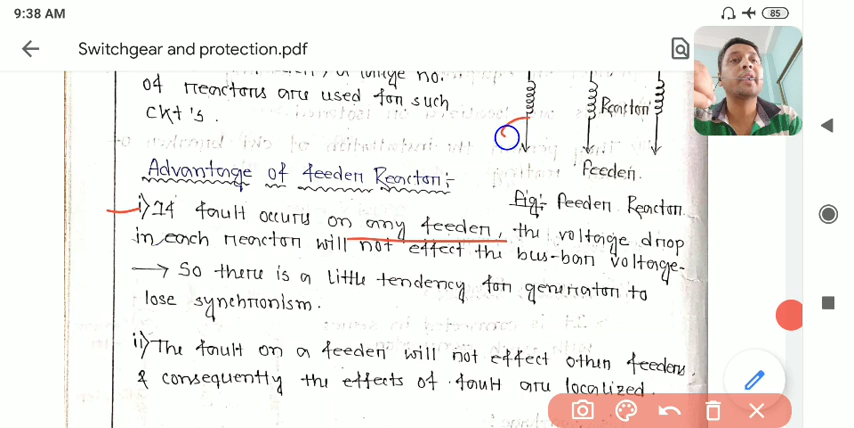 9:38 AM
85
Switchgear and protection.pdf
of reactors are used for such
ckt's.
Reactor
feeder.
Fig:- feeder Reactor.
Advantage of feeder Reactor:-
i) If fault occurs on any feeder, the voltage drop
in each reactor will not effect the bus-bar voltage-
→ So there is a little tendency for generator to
lose synchronism.
ii) The fault on a feeder will not effect other feeders.
& consequently the effects of fault are localized.